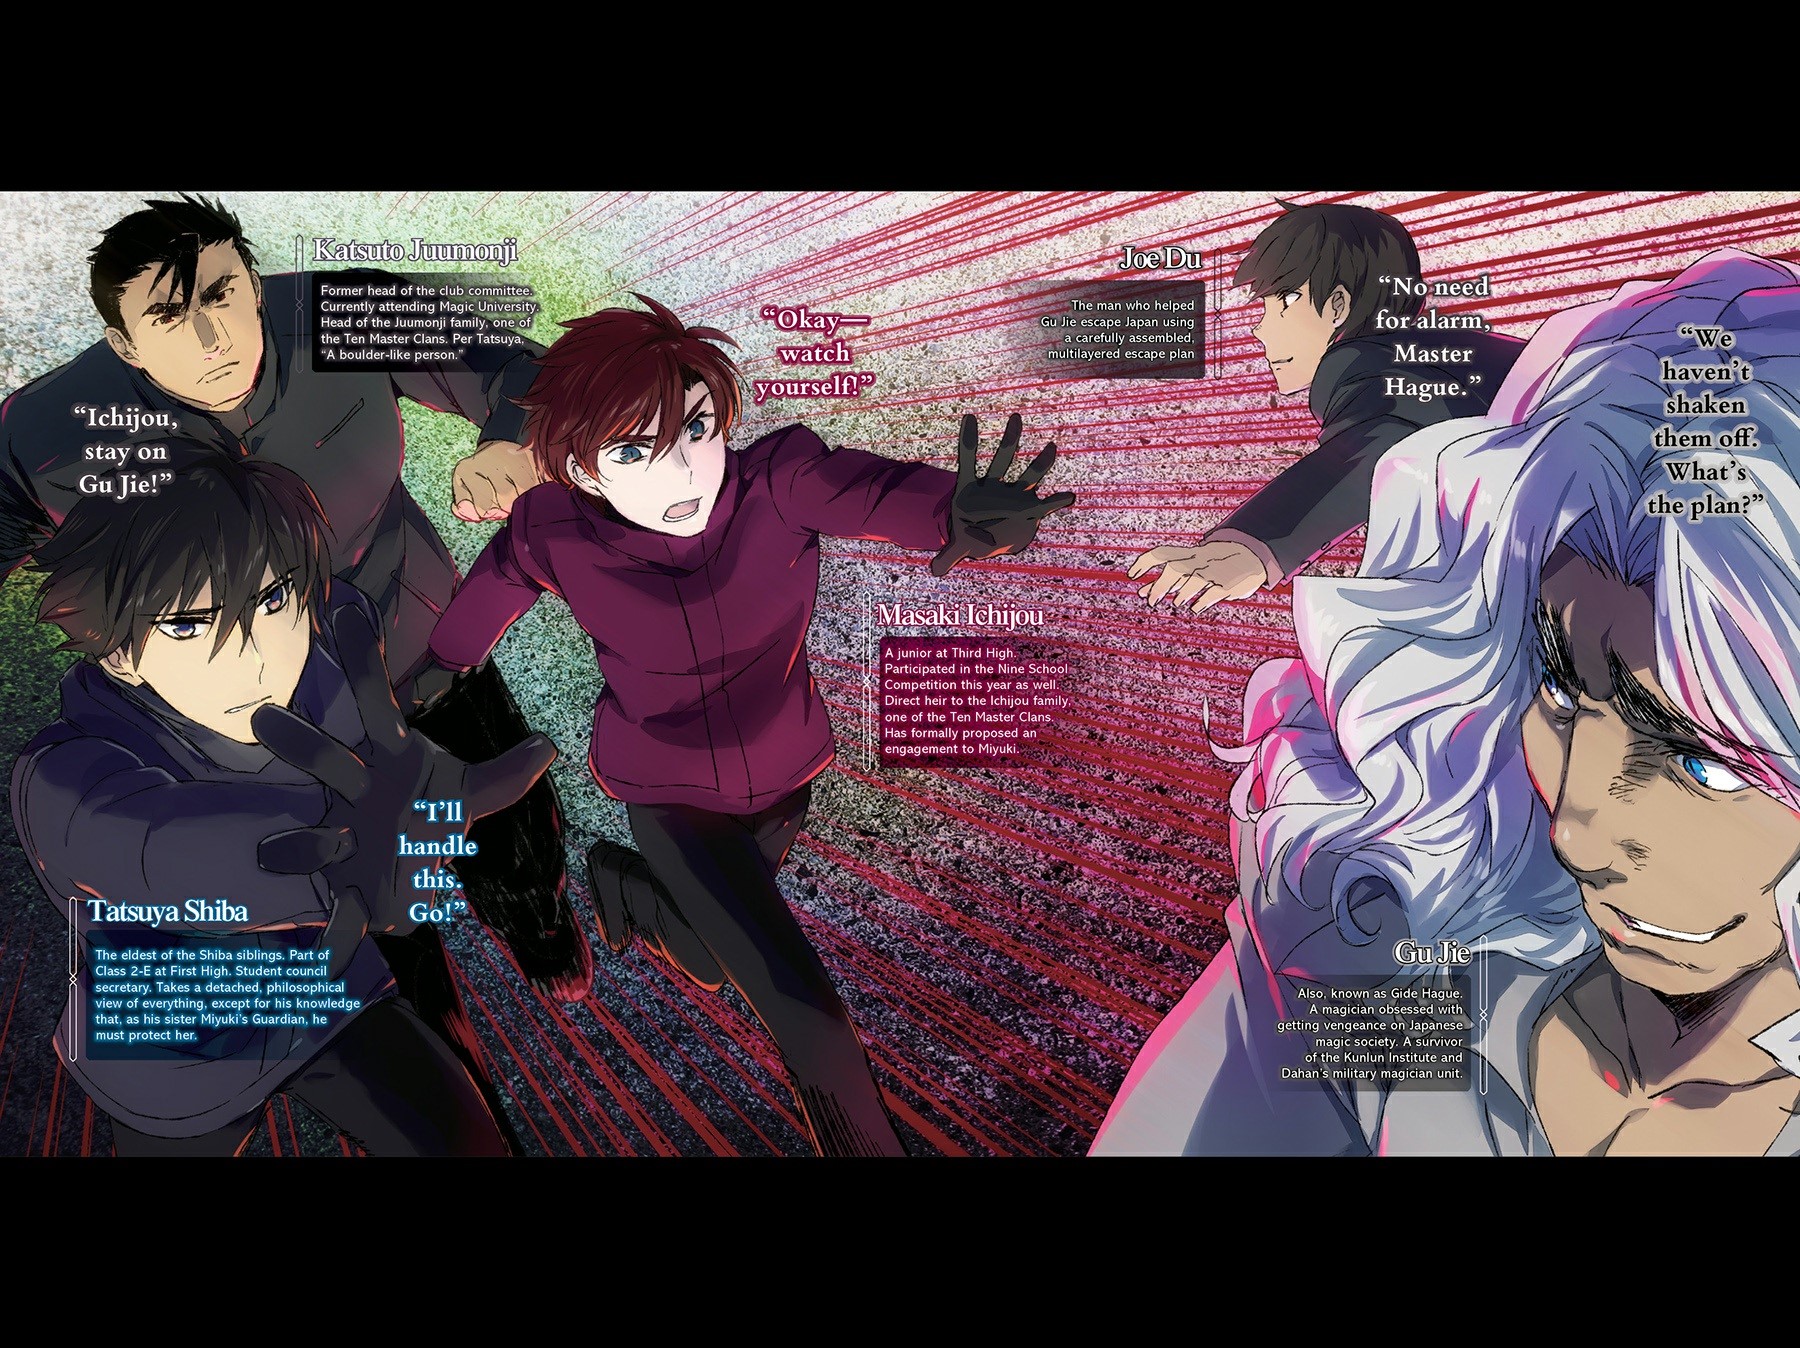 Katsuto Juumonji
Former head of the club committee.
Currently attending Magic University.
Head of the Juumonji family, one of
the Ten Master Clans. Per Tatsuya,
“A boulder-like person.”
“Ichijou,
stay on
Gu Jie!”
“Okay—
watch
yourself!”
Masaki Ichijou
A junior at Third High.
Participated in the Nine School
Competition this year as well.
Direct heir to the Ichijou family,
one of the Ten Master Clans.
Has formally proposed an
engagement to Miyuki.
“I’ll
handle
this.
Go!”
Tatsuya Shiba
The eldest of the Shiba siblings. Part of
Class 2-E at First High. Student council
secretary. Takes a detached, philosophical
view of everything, except for his knowledge
that, as his sister Miyuki’s Guardian, he
must protect her.
Joe Du
The man who helped
Gu Jie escape Japan using
a carefully assembled,
multilayered escape plan
“No need
for alarm,
Master
Hague.”
“We
haven’t
shaken
them off.
What’s
the plan?”
Gu Jie
Also, known as Gide Hague.
A magician obsessed with
getting vengeance on Japanese
magic society. A survivor
of the Kunlun Institute and
Dahan’s military magician unit.